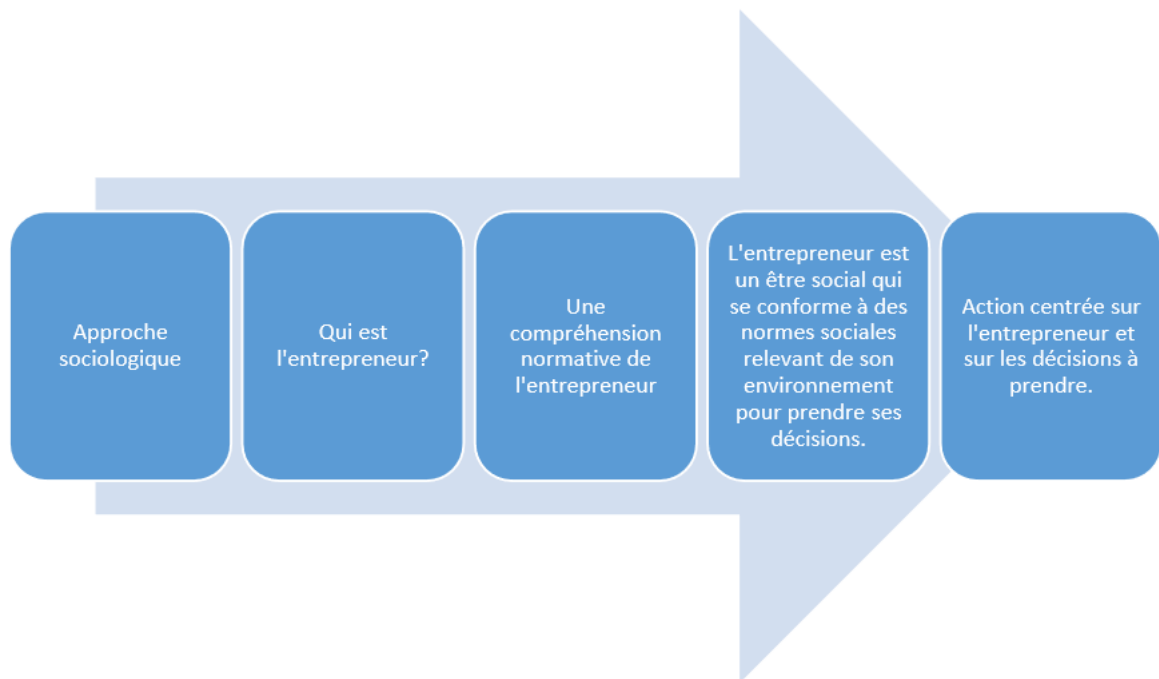 Approche
sociologique
Qui est
l'entrepreneur?
Une
compréhension
normative de
l'entrepreneur
L'entrepreneur est
un être social qui
se conforme à des
normes sociales
relevant de son
environnement
pour prendre ses
décisions.
Action centrée sur
l'entrepreneur et
sur les décisions à
prendre.